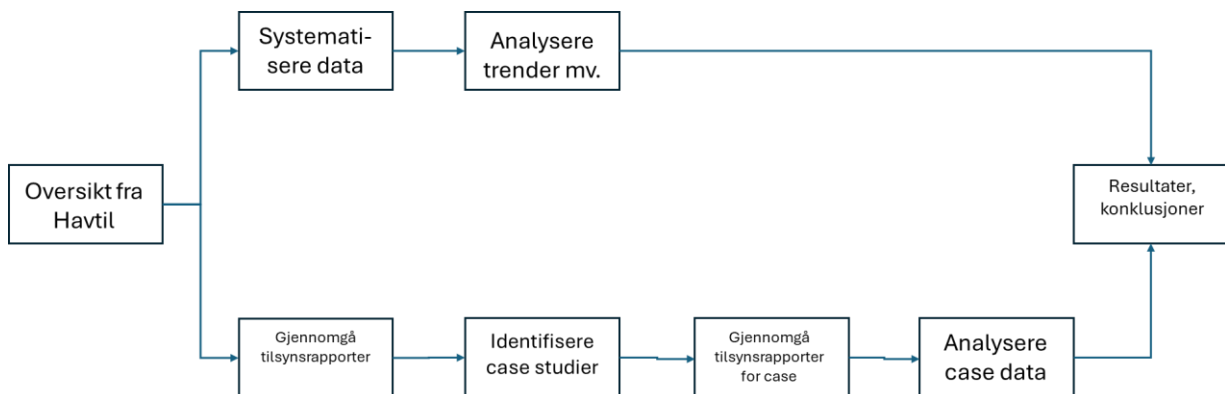 Systemati-
sere data
Analysere
trender mv.
Oversikt fra
Havtil
Resultater,
konklusjoner
Gjennomgå
tilsynsrapporter
Identifisere
case studier
Gjennomgå
tilsynsrapporter
for case
Analysere
case data